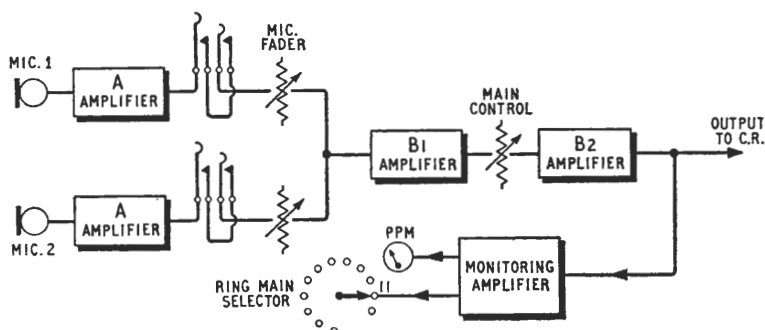 MIC.1
A
AMPLIFIER
MIC.
FADER
MIC.2
A
AMPLIFIER
B1
AMPLIFIER
MAIN
CONTROL
B2
AMPLIFIER
OUTPUT
TO C.R.
PPM
MONITORING
AMPLIFIER
RING MAIN
SELECTOR
11